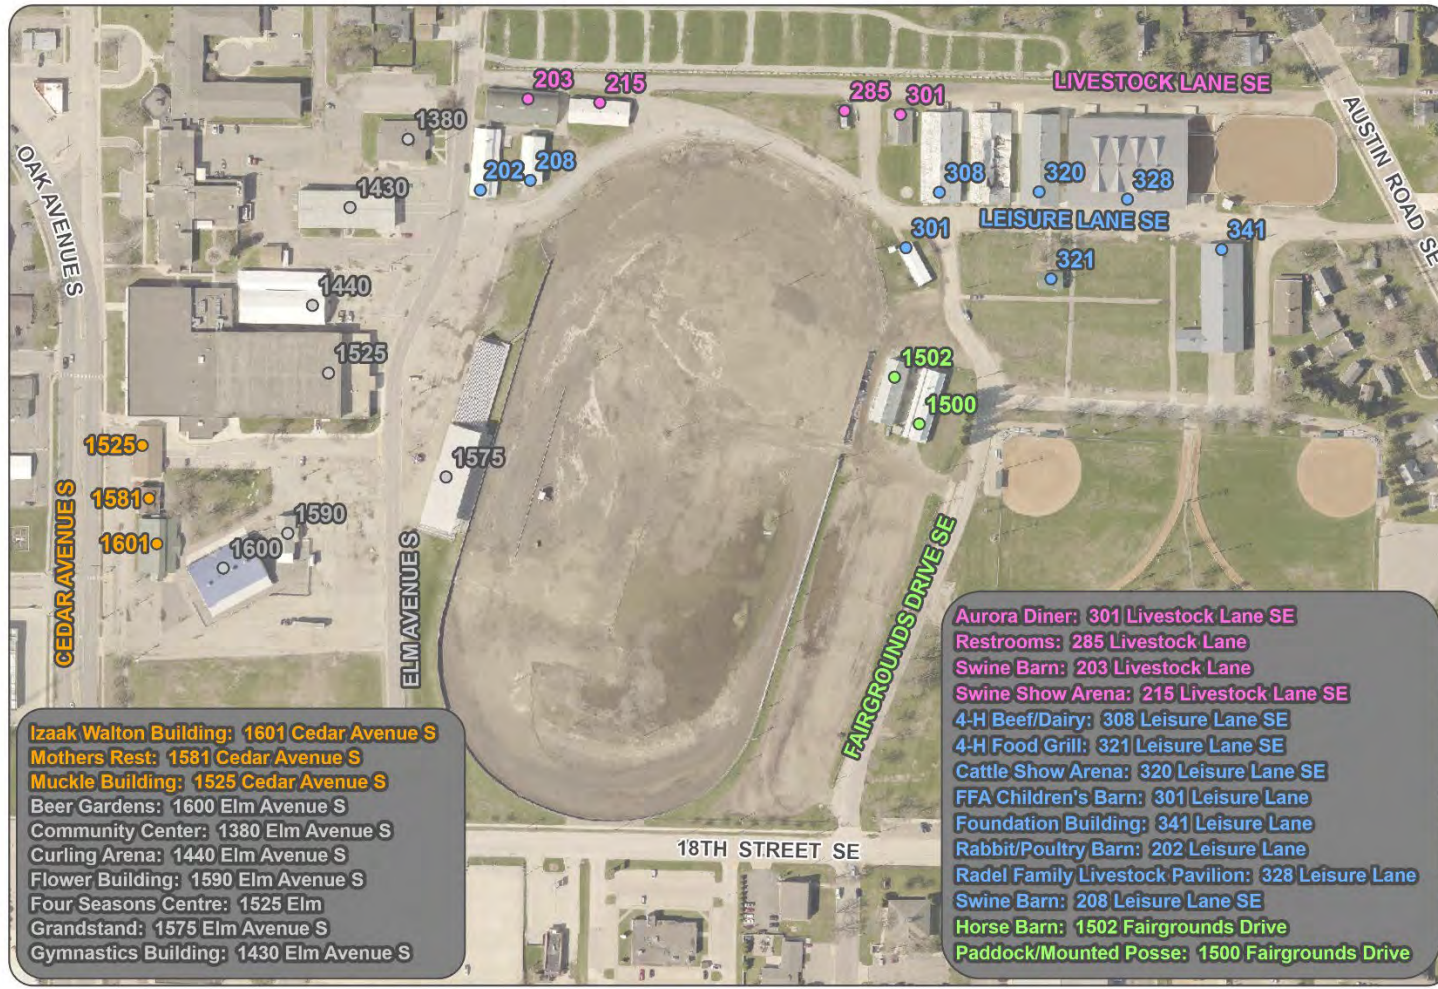 203
215
285
301
LIVESTOCK LANE SE
1380
AUSTIN ROAD SE
OAK AVENUE S
202
208
1430
308
320
328
LEISURE LANE SE
301
341
321
1440
1525
1502
1500
1525
1575
1581
1590
1601
1600
CEDAR AVENUE S
ELM AVENUE S
FAIRGROUNDS DRIVE SE
18TH STREET SE
Izaak Walton Building: 1601 Cedar Avenue S
Mothers Rest: 1581 Cedar Avenue S
Muckle Building: 1525 Cedar Avenue S
Beer Gardens: 1600 Elm Avenue S
Community Center: 1380 Elm Avenue S
Curling Arena: 1440 Elm Avenue S
Flower Building: 1590 Elm Avenue S
Four Seasons Centre: 1525 Elm
Grandstand: 1575 Elm Avenue S
Gymnastics Building: 1430 Elm Avenue S
Aurora Diner: 301 Livestock Lane SE
Restrooms: 285 Livestock Lane
Swine Barn: 203 Livestock Lane
Swine Show Arena: 215 Livestock Lane SE
4-H Beef/Dairy: 308 Leisure Lane SE
4-H Food Grill: 321 Leisure Lane SE
Cattle Show Arena: 320 Leisure Lane SE
FFA Children's Barn: 301 Leisure Lane
Foundation Building: 341 Leisure Lane
Rabbit/Poultry Barn: 202 Leisure Lane
Radel Family Livestock Pavilion: 328 Leisure Lane
Swine Barn: 208 Leisure Lane SE
Horse Barn: 1502 Fairgrounds Drive
Paddock/Mounted Posse: 1500 Fairgrounds Drive